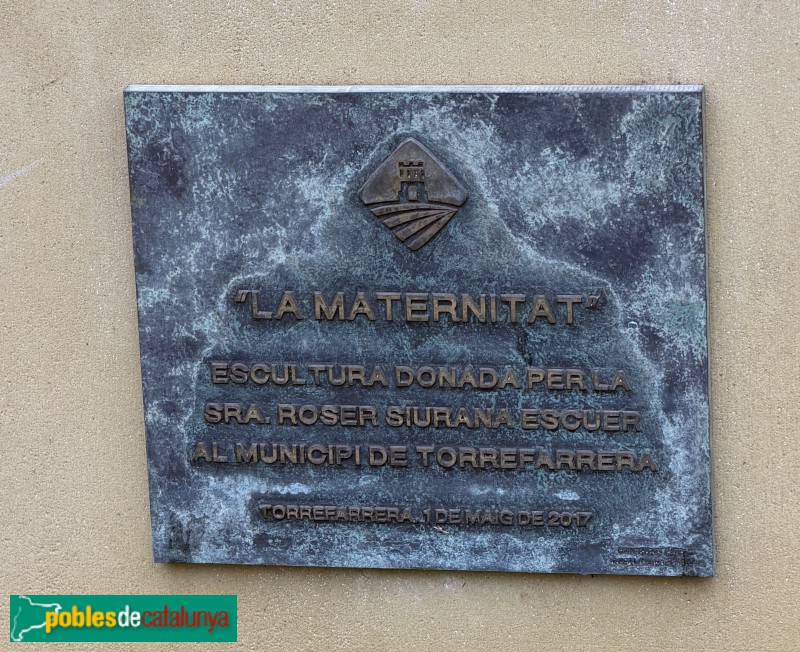 "LA MATERNITAT"
ESCULTURA DONADA PER LA
SRA. ROSER SIURANA ESCUER
AL MUNICIPI DE TORREFARRERA
TORREFARRERA, 1 DE MAIG DE 2017
poblesdecatalunya